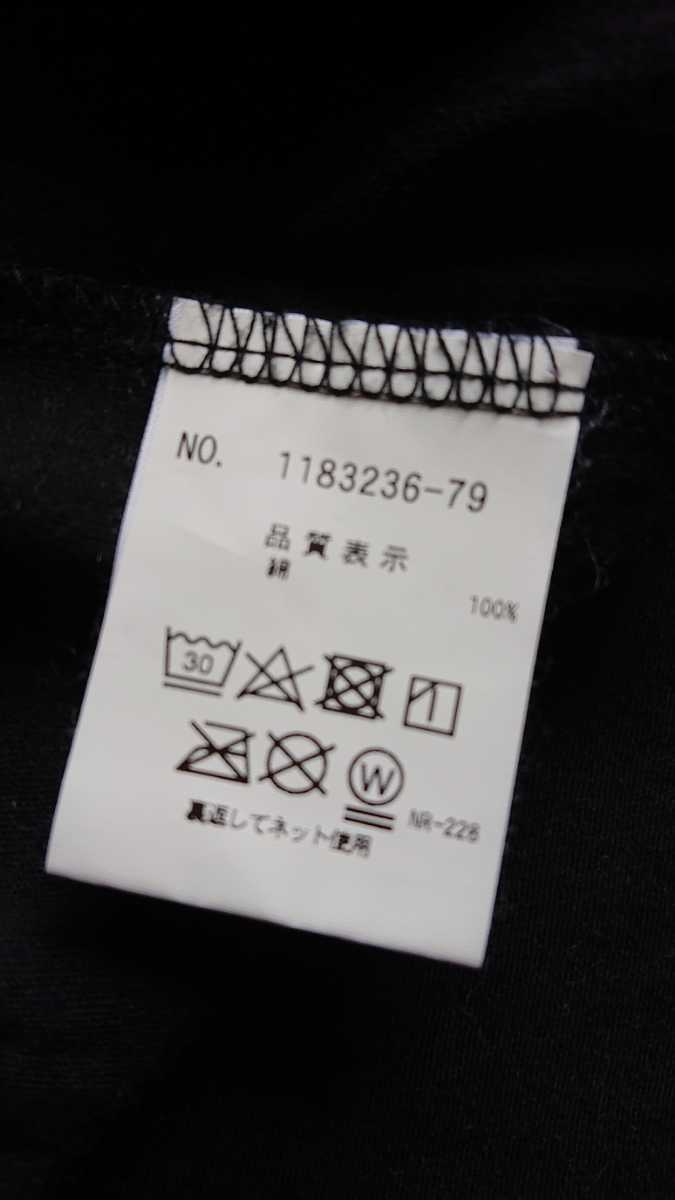 NO. 1183236-79
品質表示
綿 100%
30
W
裏返してネット使用 NR-228